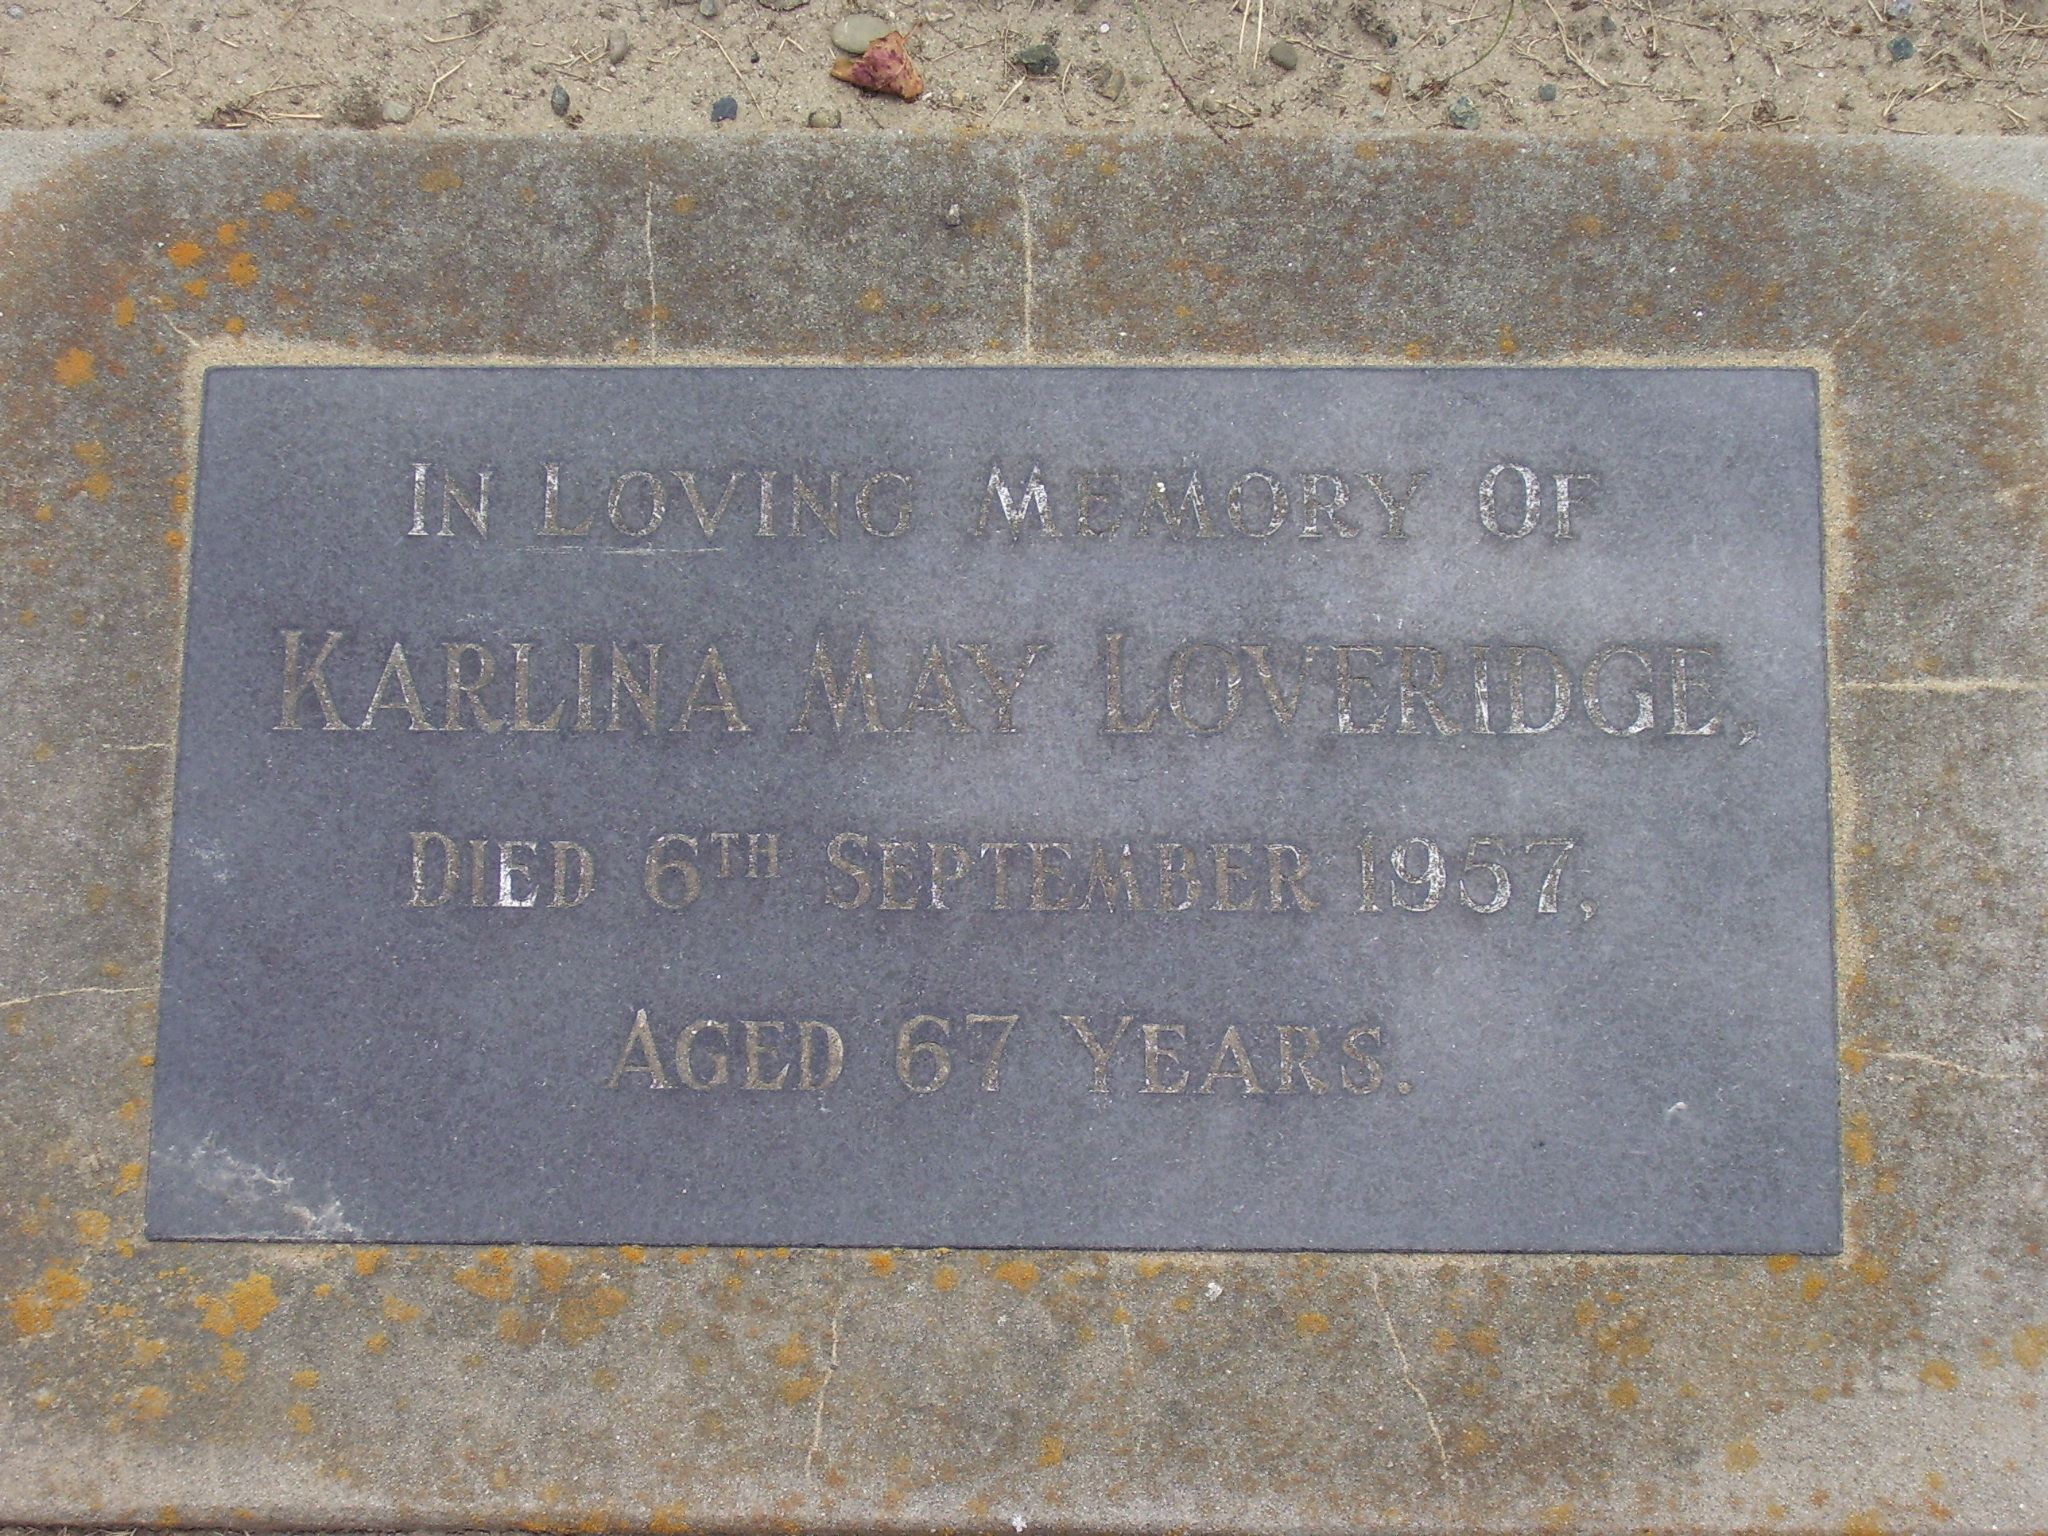 In Loving Memory Of
Karlina May Loveridge,
Died 6th September 1957,
Aged 67 Years.